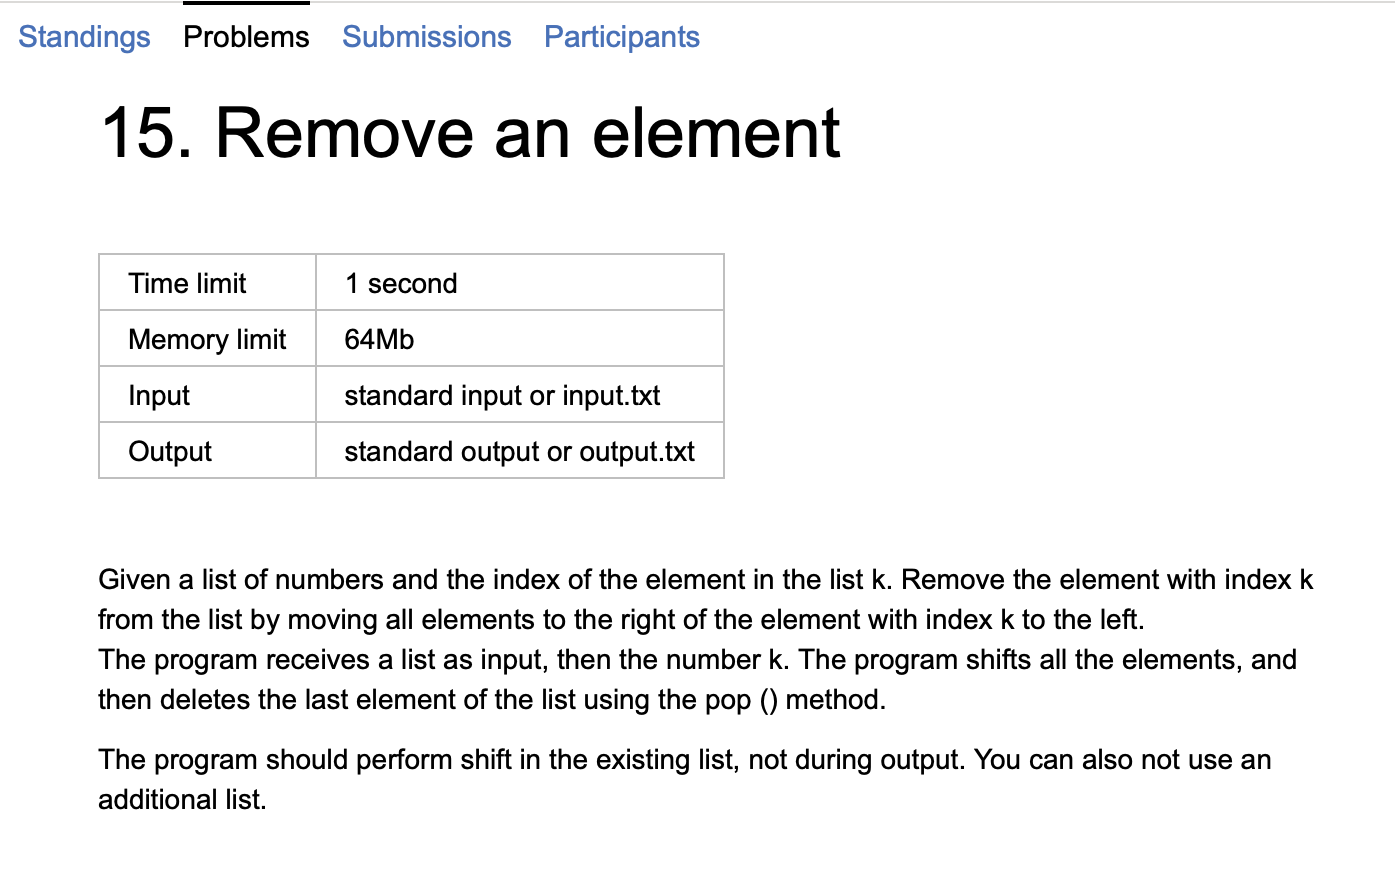 Standings Problems Submissions Participants
15. Remove an element
Time limit 1 second
Memory limit 64Mb
Input standard input or input.txt
Output standard output or output.txt
Given a list of numbers and the index of the element in the list k. Remove the element with index k
from the list by moving all elements to the right of the element with index k to the left.
The program receives a list as input, then the number k. The program shifts all the elements, and
then deletes the last element of the list using the pop () method.
The program should perform shift in the existing list, not during output. You can also not use an
additional list.